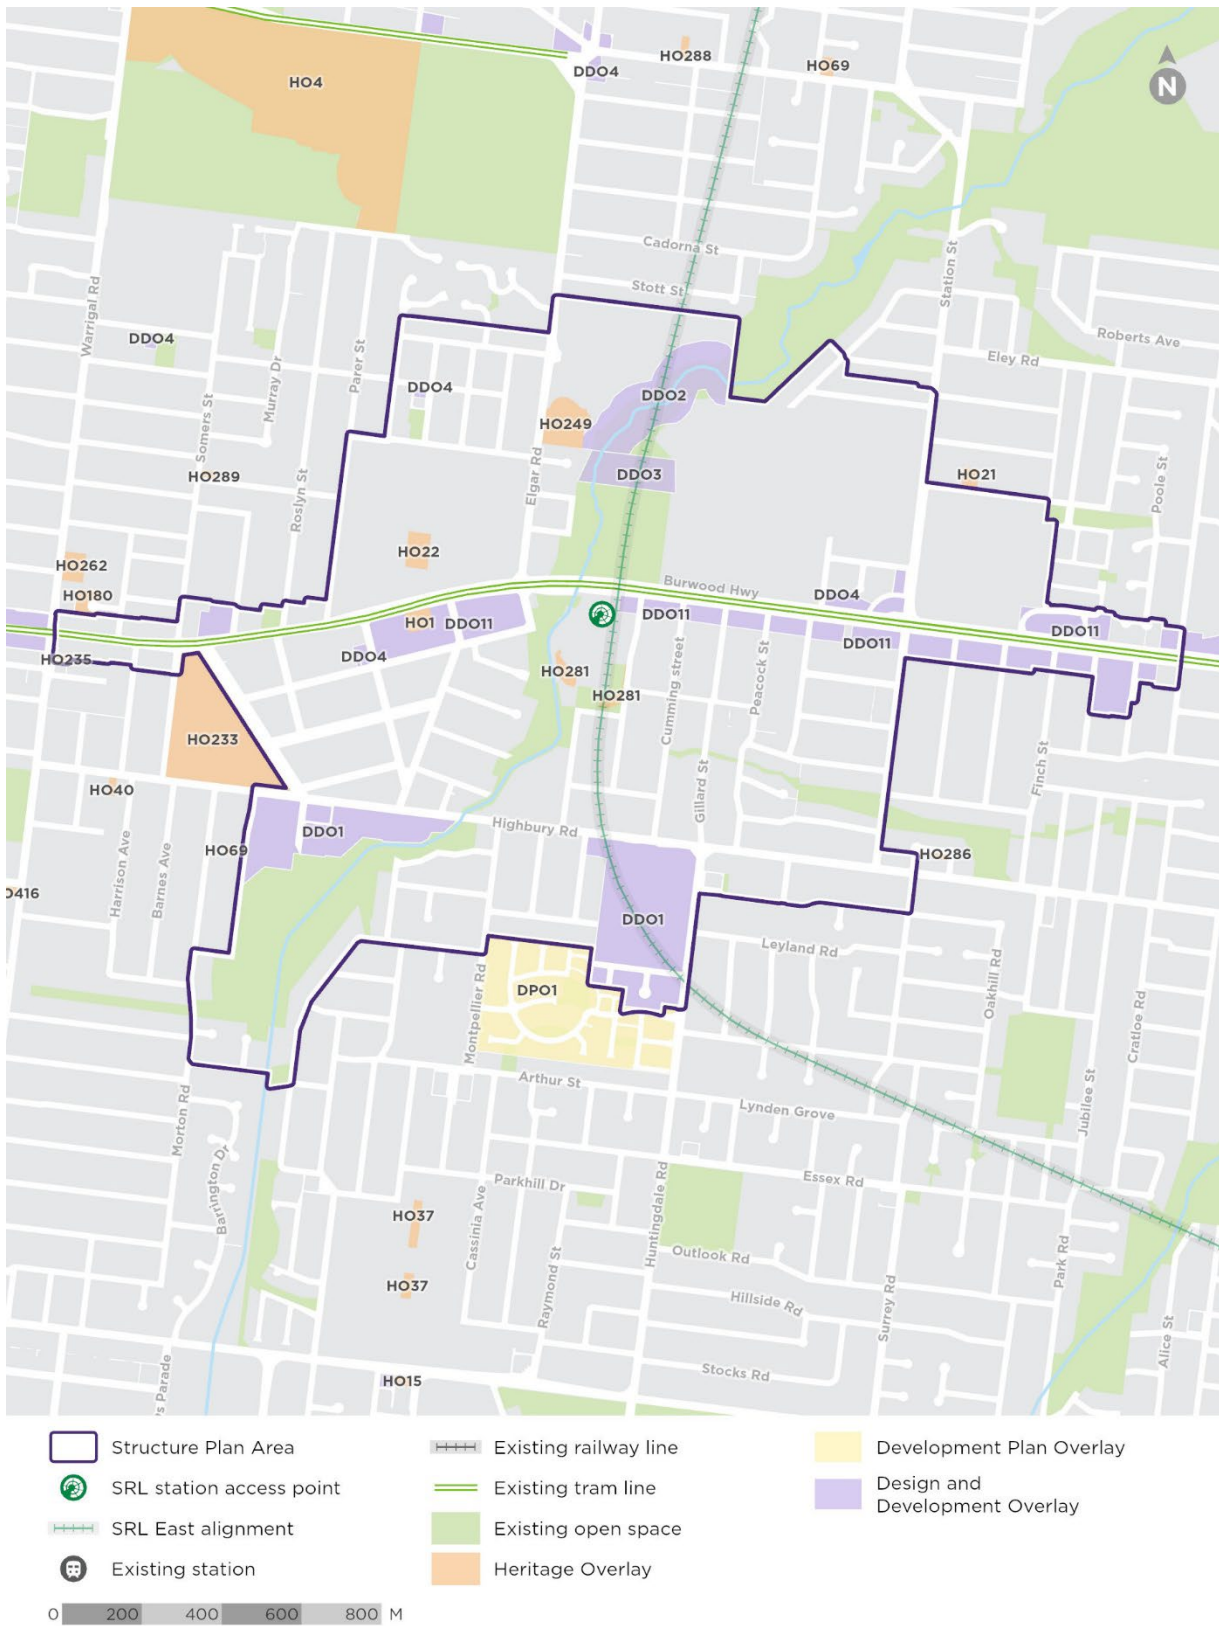 HO288
HO69
DDO4
HO4
N
Cadorna St
Station St
Stott St
Warrigal Rd
Roberts Ave
DDO4
Eley Rd
Parer St
Murray Dr
DDO4
DDO2
Somers St
HO249
Elgar Rd
DDO3
HO289
HO21
Poole St
Roslyn St
HO22
HO262
Burwood Hwy
HO180
DDO4
HO1
DDO11
DDO11
DDO11
DDO11
HO235
DDO4
HO281
Cumming street
Peacock St
HO281
HO233
Finch St
HO40
Gillard St
DDO1
Highbury Rd
HO69
HO286
Harrison Ave
Barnes Ave
O416
DDO1
Leyland Rd
Oakhill Rd
DPO1
Montpellier Rd
Cratloe Rd
Arthur St
Morton Rd
Lynden Grove
Jubilee St
Barrington Dr
Parkhill Dr
Essex Rd
HO37
Cassinia Ave
Huntingdale Rd
Outlook Rd
Park Rd
HO37
Raymond St
Hillside Rd
Surrey Rd
Alice St
Stocks Rd
HO15
s Parade
Structure Plan Area
Existing railway line
Development Plan Overlay
SRL station access point
Existing tram line
Design and
Development Overlay
SRL East alignment
Existing open space
Existing station
Heritage Overlay
0 200 400 600 800 M